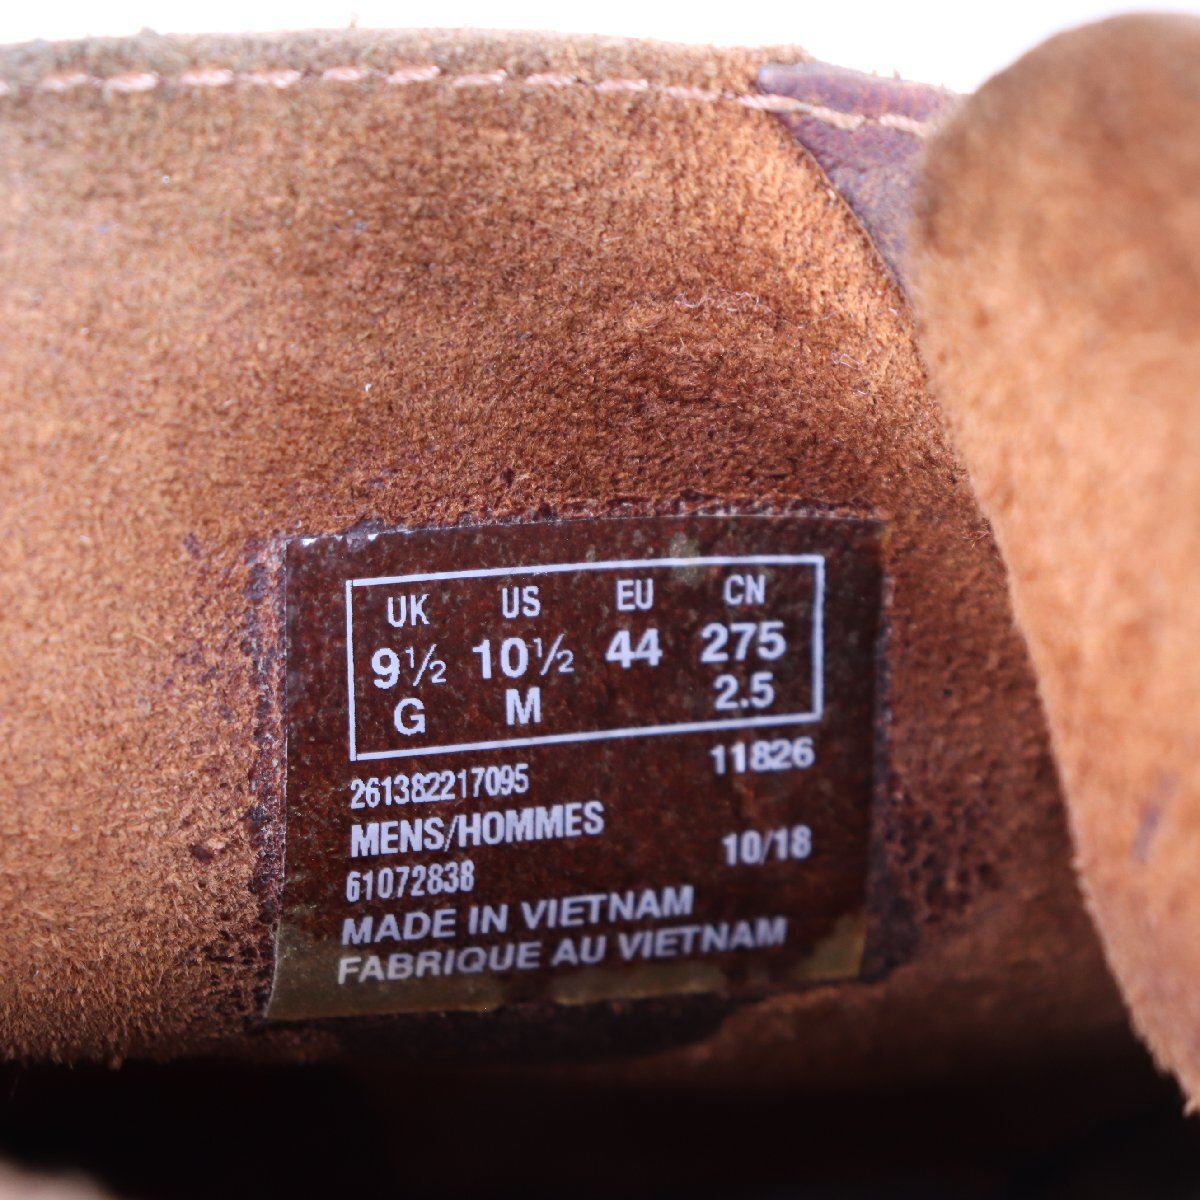 UK US EU CN
9½ 10½ 44 275
G M 2.5
261382217095 11826
MENS/HOMMES
61072838 10/18
MADE IN VIETNAM
FABRIQUE AU VIETNAM